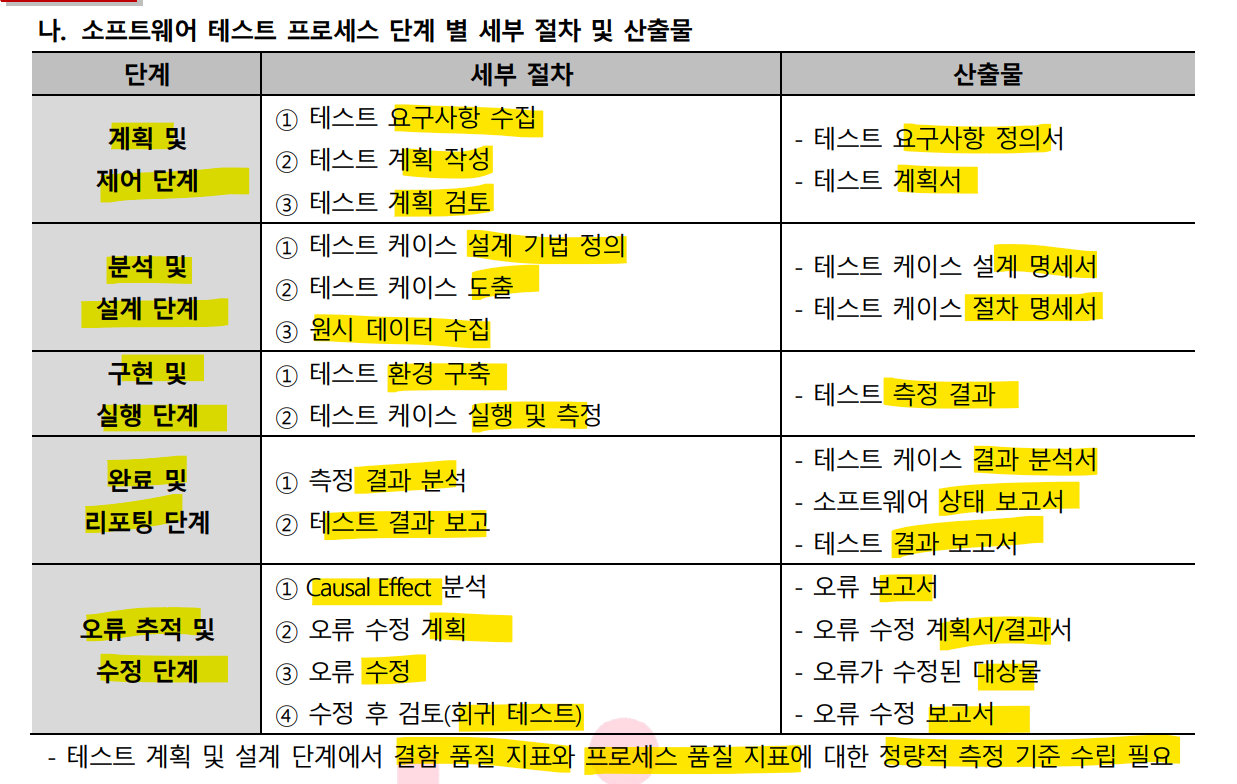 나. 소프트웨어 테스트 프로세스 단계 별 세부 절차 및 산출물
단계
세부 절차
산출물
계획 및
제어 단계
① 테스트 요구사항 수집
② 테스트 계획 작성
③ 테스트 계획 검토
- 테스트 요구사항 정의서
- 테스트 계획서
분석 및
설계 단계
① 테스트 케이스 설계 기법 정의
② 테스트 케이스 도출
③ 원시 데이터 수집
- 테스트 케이스 설계 명세서
- 테스트 케이스 절차 명세서
구현 및
실행 단계
① 테스트 환경 구축
② 테스트 케이스 실행 및 측정
- 테스트 측정 결과
완료 및
리포팅 단계
① 측정 결과 분석
② 테스트 결과 보고
- 테스트 케이스 결과 분석서
- 소프트웨어 상태 보고서
- 테스트 결과 보고서
오류 추적 및
수정 단계
① Causal Effect 분석
② 오류 수정 계획
③ 오류 수정
④ 수정 후 검토(회귀 테스트)
- 오류 보고서
- 오류 수정 계획서/결과서
- 오류가 수정된 대상물
- 오류 수정 보고서
- 테스트 계획 및 설계 단계에서 결함 품질 지표와 프로세스 품질 지표에 대한 정량적 측정 기준 수립 필요